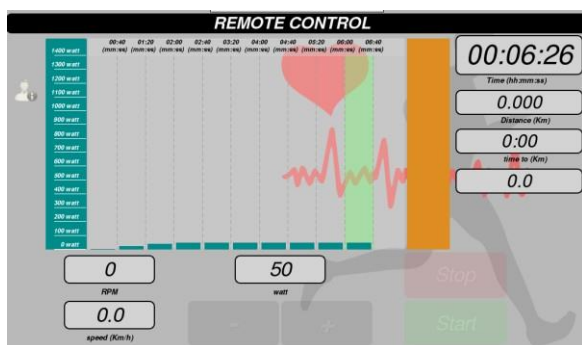 REMOTE CONTROL
00:40 01:20 02:00 02:40 03:20 04:00 04:40 05:20 06:00 06:40
(mm:ss) (mm:ss) (mm:ss) (mm:ss) (mm:ss) (mm:ss) (mm:ss) (mm:ss) (mm:ss) (mm:ss)
1400 watt
1300 watt
1200 watt
1100 watt
1000 watt
900 watt
800 watt
700 watt
600 watt
500 watt
400 watt
300 watt
200 watt
100 watt
0 watt
00:06:26
Time (hh:mm:ss)
0.000
Distance (Km)
0:00
time to (Km)
0.0
0
RPM
50
watt
0.0
speed (Km/h)
-
+
Stop
Start